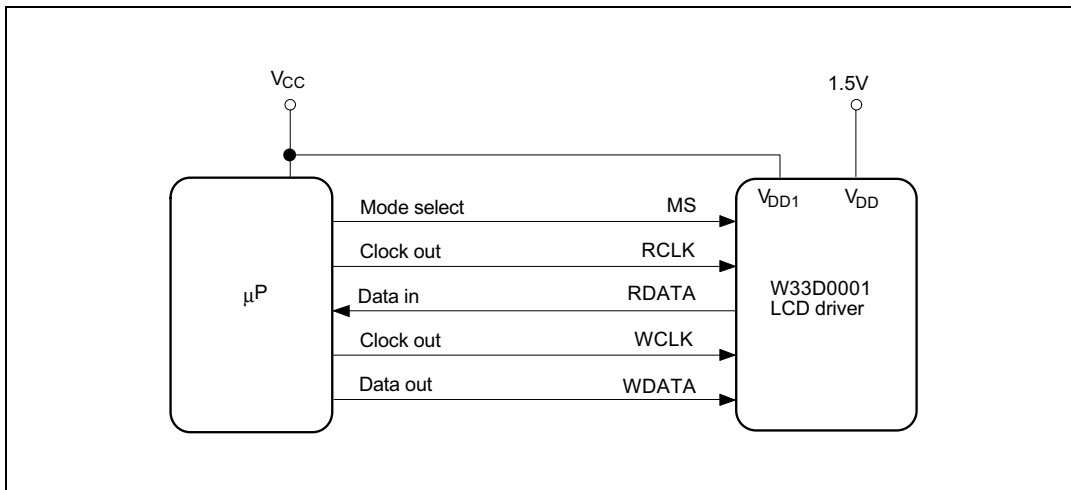 VCC
1.5V
VDD1 VDD
Mode select MS
Clock out RCLK
μP
Data in RDATA
W33D0001
LCD driver
Clock out WCLK
Data out WDATA